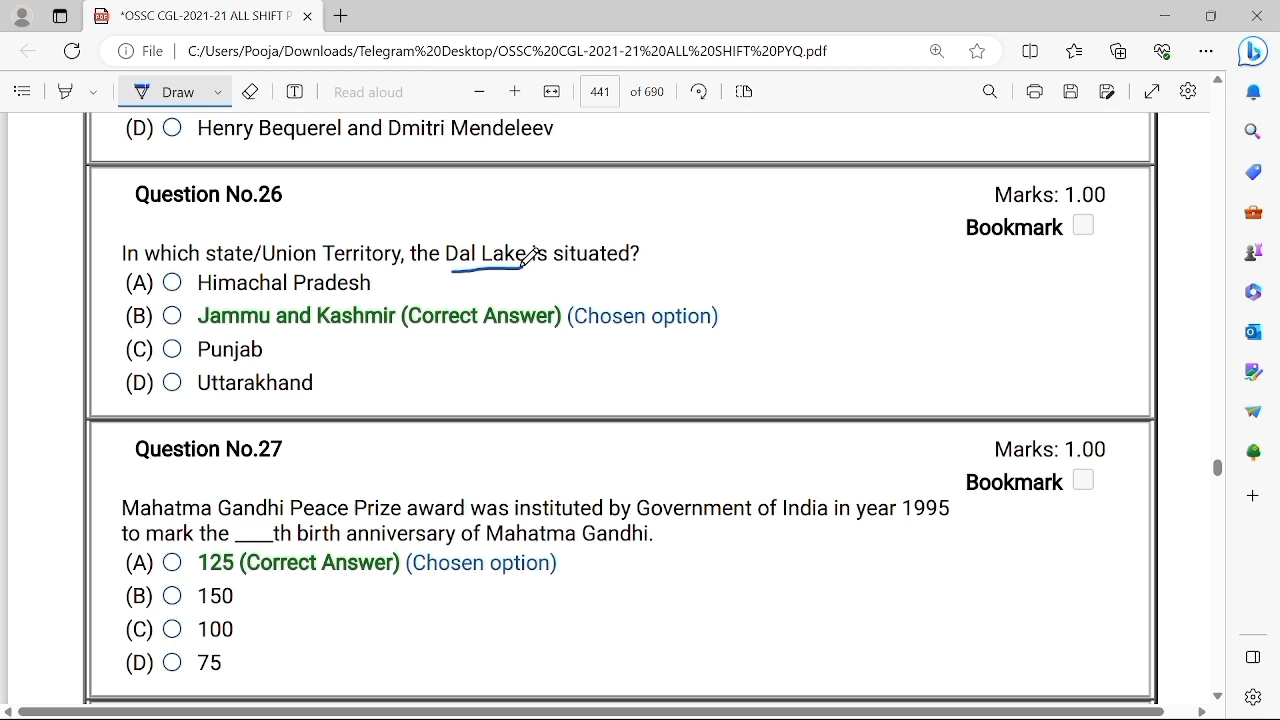 *OSSC CGL-2021-21 ALL SHIFT P
File C:/Users/Pooja/Downloads/Telegram%20Desktop/OSSC%20CGL-2021-21%20ALL%20SHIFT%20PYQ.pdf
Draw Read aloud 441 of 690
(D) Henry Bequerel and Dmitri Mendeleev
Question No.26 Marks: 1.00
Bookmark
In which state/Union Territory, the Dal Lake is situated?
(A) Himachal Pradesh
(B) Jammu and Kashmir (Correct Answer) (Chosen option)
(C) Punjab
(D) Uttarakhand
Question No.27 Marks: 1.00
Bookmark
Mahatma Gandhi Peace Prize award was instituted by Government of India in year 1995
to mark the ____th birth anniversary of Mahatma Gandhi.
(A) 125 (Correct Answer) (Chosen option)
(B) 150
(C) 100
(D) 75